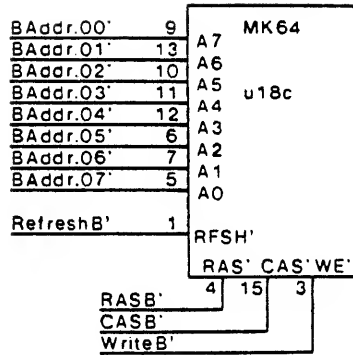 BAddr.00' 9 A7 MK64
BAddr.01' 13 A6
BAddr.02' 10 A5 u18c
BAddr.03' 11 A4
BAddr.04' 12 A3
BAddr.05' 6 A2
BAddr.06' 7 A1
BAddr.07' 5 A0
RefreshB' 1 RFSH'
RAS' CAS' WE'
4 15 3
RASB'
CASB'
WriteB'